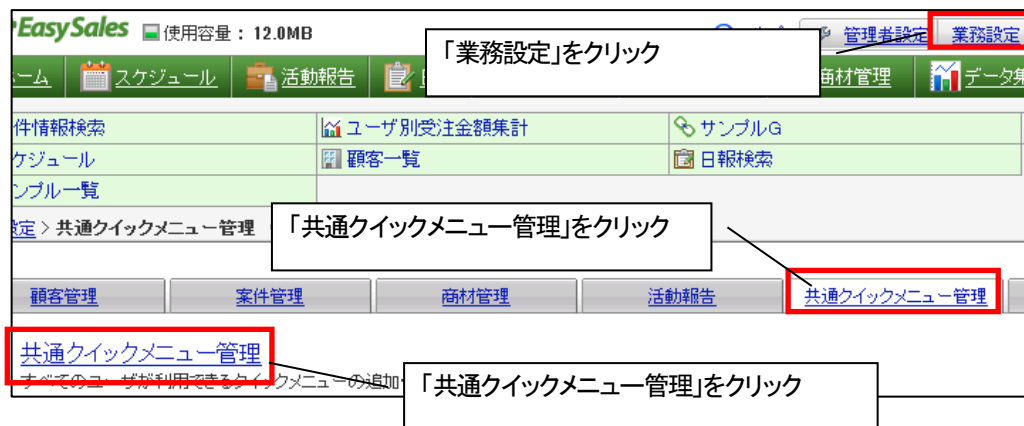 EasySales 使用容量：12.0MB
管理者設定 業務設定
「業務設定」をクリック
ーム スケジュール 活動報告 商材管理 データ集
件情報検索 ユーザ別受注金額集計 サンプルG
ケジュール 顧客一覧 日報検索
ンプル一覧
設定 > 共通クイックメニュー管理
「共通クイックメニュー管理」をクリック
顧客管理 案件管理 商材管理 活動報告 共通クイックメニュー管理
共通クイックメニュー管理
すべてのユーザが利用できるクイックメニューの追加
「共通クイックメニュー管理」をクリック